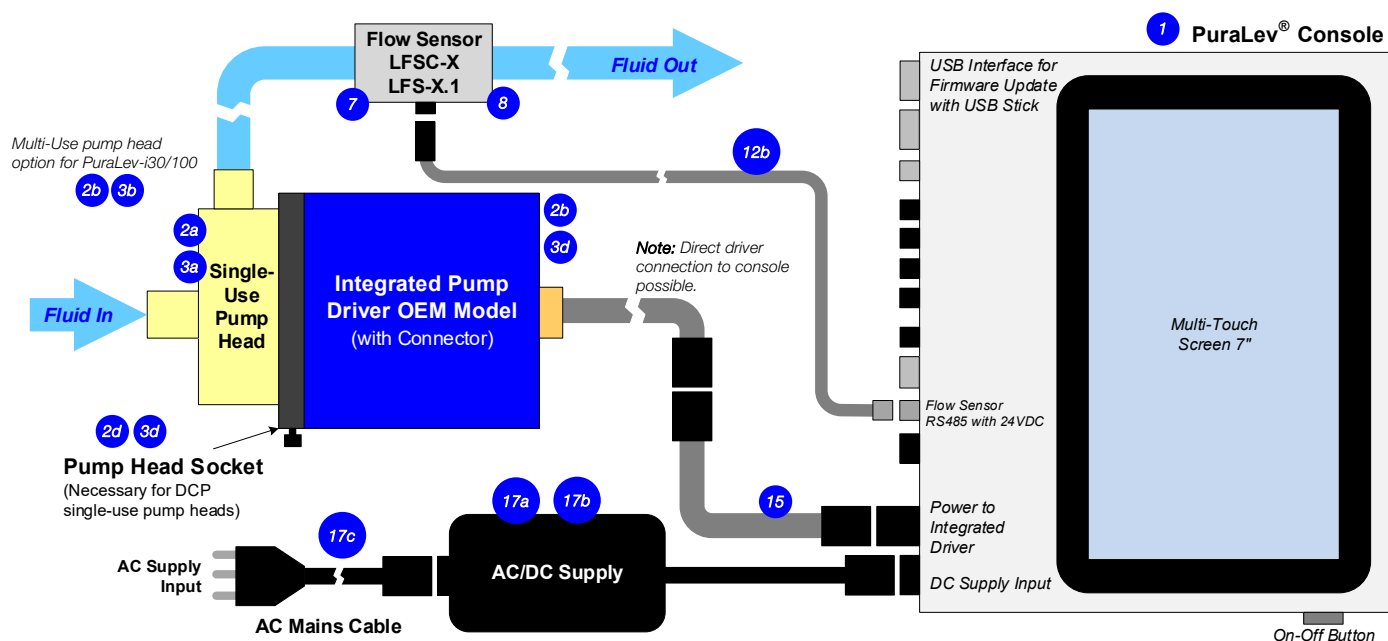 1 PuraLev® Console
Flow Sensor
LFSC-X
LFS-X.1
7
8
Fluid Out
USB Interface for
Firmware Update
with USB Stick
Multi-Use pump head
option for PuraLev-i30/100
2b 3b
12b
2a
3a
Single-
Use
Pump
Head
Fluid In
Integrated Pump
Driver OEM Model
(with Connector)
2b
3d
Note: Direct driver
connection to console
possible.
Multi-Touch
Screen 7"
Flow Sensor
RS485 with 24VDC
2d 3d
Pump Head Socket
(Necessary for DCP
single-use pump heads)
17a 17b
15
Power to
Integrated
Driver
17c
AC Supply
Input
AC/DC Supply
DC Supply Input
AC Mains Cable
On-Off Button